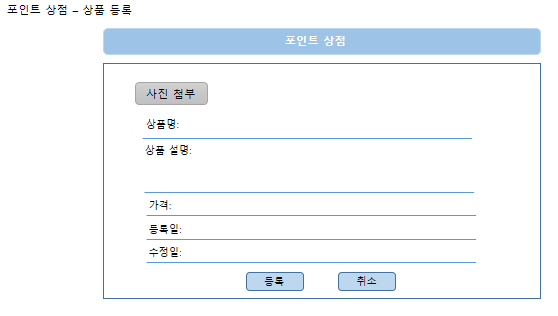 포인트 상점 – 상품 등록
포인트 상점
사진 첨부
상품명:
상품 설명:
가격:
등록일:
수정일:
등록 취소